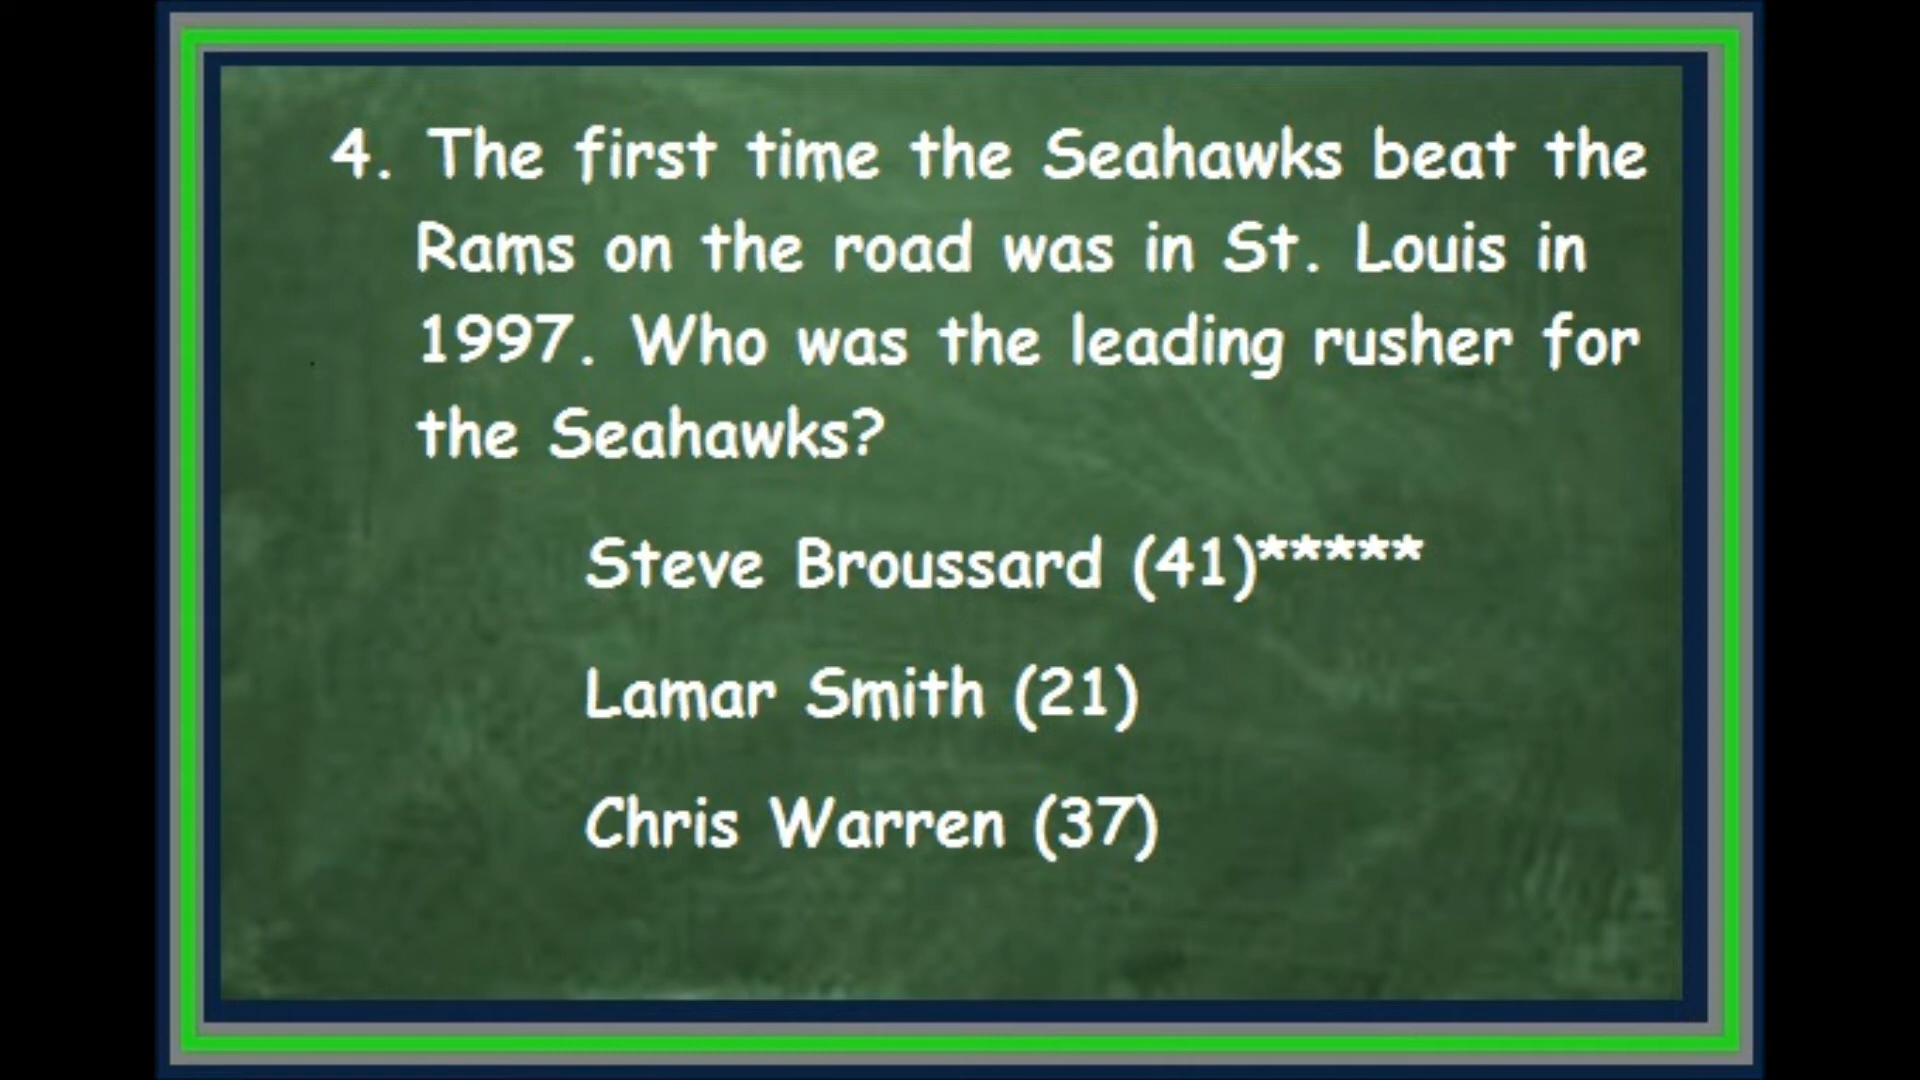 4. The first time the Seahawks beat the
Rams on the road was in St. Louis in
1997. Who was the leading rusher for
the Seahawks?
Steve Broussard (41)*****
Lamar Smith (21)
Chris Warren (37)